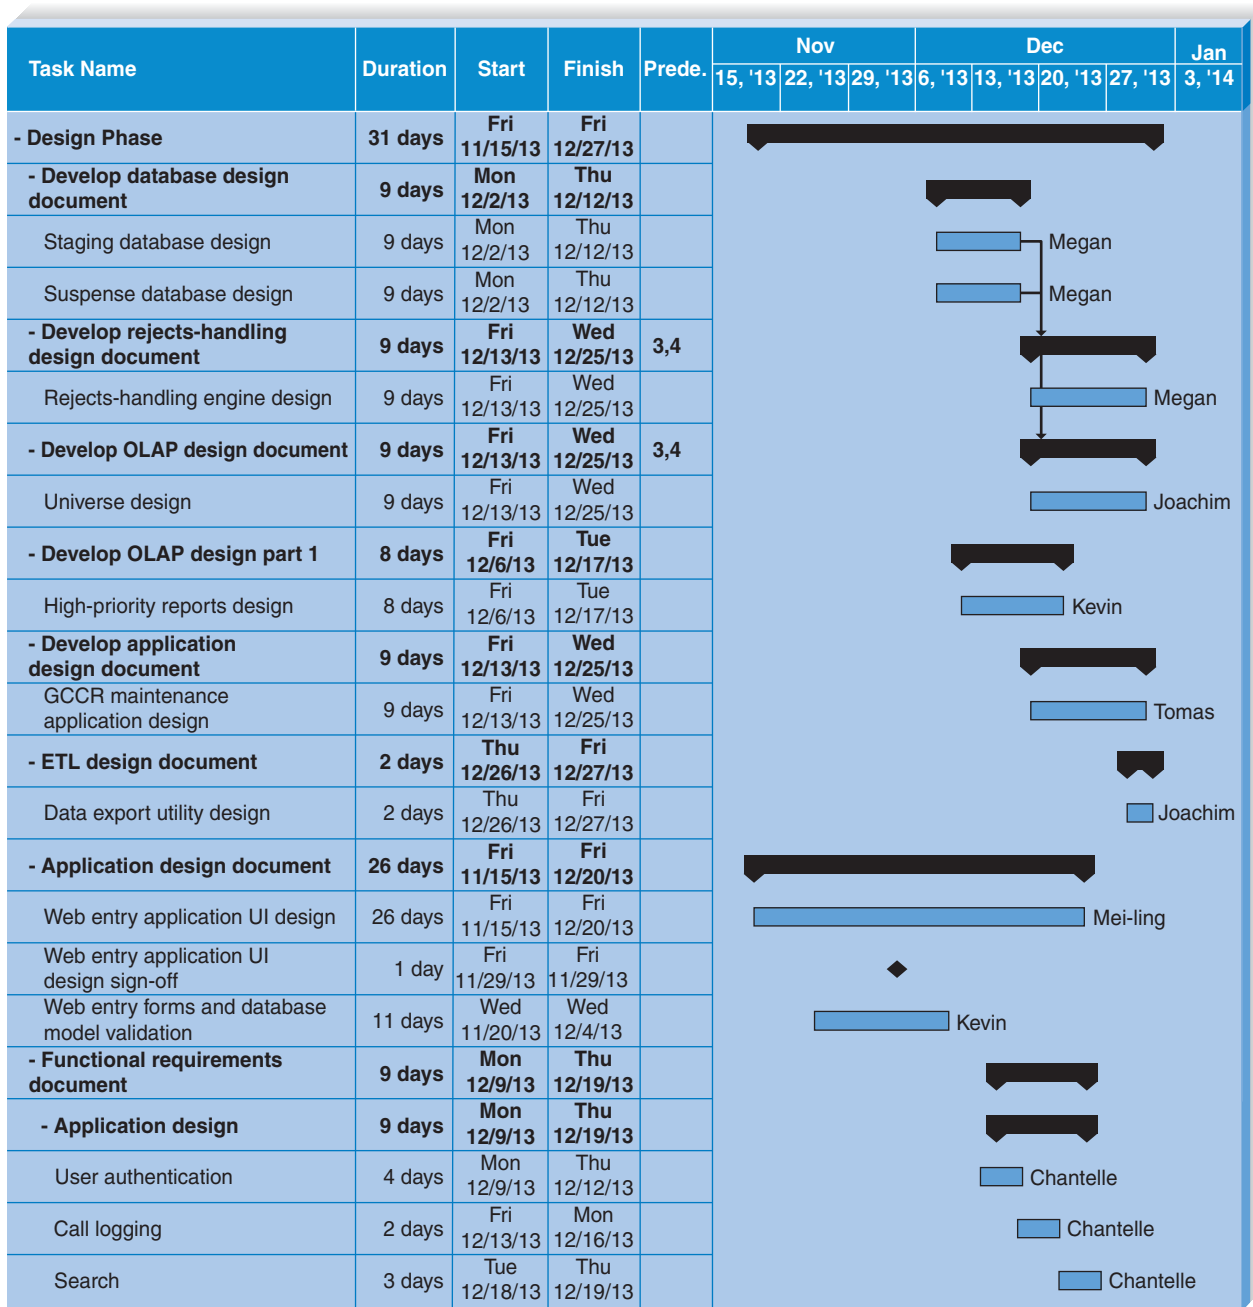 Task Name Duration Start Finish Prede. Nov Dec Jan
15, '13 22, '13 29, '13 6, '13 13, '13 20, '13 27, '13 3, '14
- Design Phase 31 days Fri 11/15/13 Fri 12/27/13
- Develop database design document 9 days Mon 12/2/13 Thu 12/12/13
Staging database design 9 days Mon 12/2/13 Thu 12/12/13 Megan
Suspense database design 9 days Mon 12/2/13 Thu 12/12/13 Megan
- Develop rejects-handling design document 9 days Fri 12/13/13 Wed 12/25/13 3,4
Rejects-handling engine design 9 days Fri 12/13/13 Wed 12/25/13 Megan
- Develop OLAP design document 9 days Fri 12/13/13 Wed 12/25/13 3,4
Universe design 9 days Fri 12/13/13 Wed 12/25/13 Joachim
- Develop OLAP design part 1 8 days Fri 12/6/13 Tue 12/17/13
High-priority reports design 8 days Fri 12/6/13 Tue 12/17/13 Kevin
- Develop application design document 9 days Fri 12/13/13 Wed 12/25/13
GCCR maintenance application design 9 days Fri 12/13/13 Wed 12/25/13 Tomas
- ETL design document 2 days Thu 12/26/13 Fri 12/27/13
Data export utility design 2 days Thu 12/26/13 Fri 12/27/13 Joachim
- Application design document 26 days Fri 11/15/13 Fri 12/20/13
Web entry application UI design 26 days Fri 11/15/13 Fri 12/20/13 Mei-ling
Web entry application UI design sign-off 1 day Fri 11/29/13 Fri 11/29/13
Web entry forms and database model validation 11 days Wed 11/20/13 Wed 12/4/13 Kevin
- Functional requirements document 9 days Mon 12/9/13 Thu 12/19/13
- Application design 9 days Mon 12/9/13 Thu 12/19/13
User authentication 4 days Mon 12/9/13 Thu 12/12/13 Chantelle
Call logging 2 days Fri 12/13/13 Mon 12/16/13 Chantelle
Search 3 days Tue 12/18/13 Thu 12/19/13 Chantelle